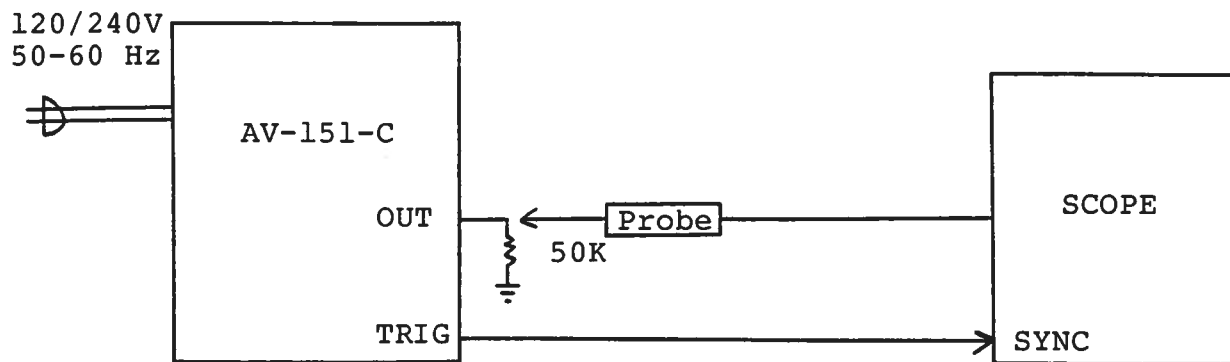 120/240V
50-60 Hz
AV-151-C
OUT
Probe
50K
SCOPE
TRIG
SYNC